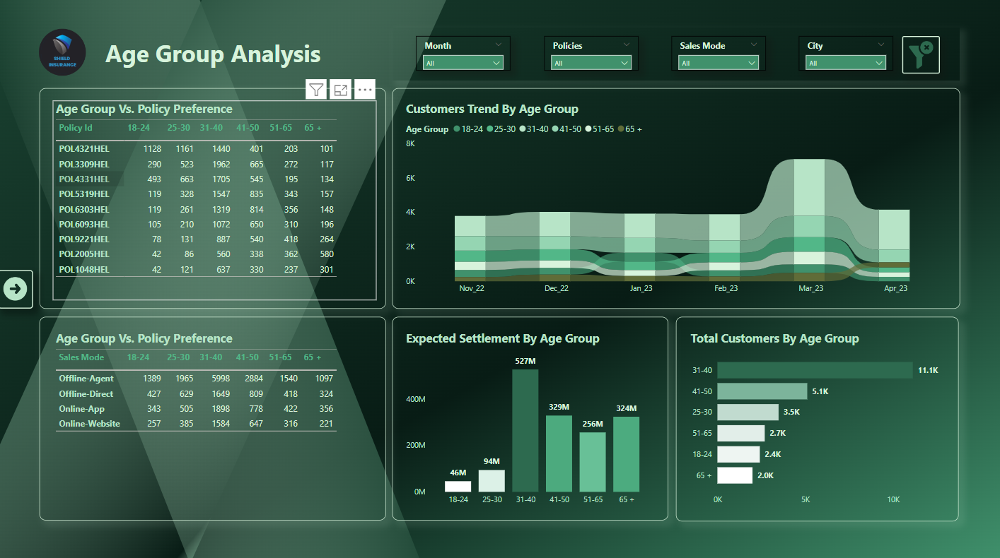 SHIELD
INSURANCE
Age Group Analysis
Month
All
Policies
All
Sales Mode
All
City
All
Age Group Vs. Policy Preference
Policy Id 18-24 25-30 31-40 41-50 51-65 65 +
POL4321HEL 1128 1161 1440 401 203 101
POL3309HEL 290 523 1962 665 272 117
POL4331HEL 493 663 1705 545 195 134
POL5319HEL 119 328 1547 835 343 157
POL6303HEL 119 261 1319 814 356 148
POL6093HEL 105 210 1072 650 310 196
POL9221HEL 78 131 887 540 418 264
POL2005HEL 42 86 560 338 362 580
POL1048HEL 42 121 637 330 237 301
Customers Trend By Age Group
Age Group 18-24 25-30 31-40 41-50 51-65 65 +
8K
6K
4K
2K
0K
Nov_22 Dec_22 Jan_23 Feb_23 Mar_23 Apr_23
Age Group Vs. Policy Preference
Sales Mode 18-24 25-30 31-40 41-50 51-65 65 +
Offline-Agent 1389 1965 5998 2884 1540 1097
Offline-Direct 427 629 1649 809 418 324
Online-App 343 505 1898 778 422 356
Online-Website 257 385 1584 647 316 221
Expected Settlement By Age Group
527M
400M
329M
324M
256M
200M
94M
46M
0M
18-24 25-30 31-40 41-50 51-65 65 +
Total Customers By Age Group
31-40 11.1K
41-50 5.1K
25-30 3.5K
51-65 2.7K
18-24 2.4K
65 + 2.0K
0K 5K 10K